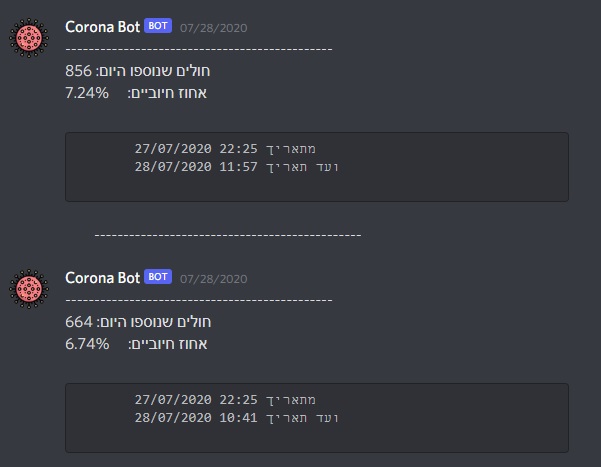 Corona Bot BOT 07/28/2020
----------------------------------------------
חולים שנוספו היום: 856
אחוז חיוביים: 7.24%
מתאריך 27/07/2020 22:25
ועד תאריך 28/07/2020 11:57
----------------------------------------------
Corona Bot BOT 07/28/2020
----------------------------------------------
חולים שנוספו היום: 664
אחוז חיוביים: 6.74%
מתאריך 27/07/2020 22:25
ועד תאריך 28/07/2020 10:41